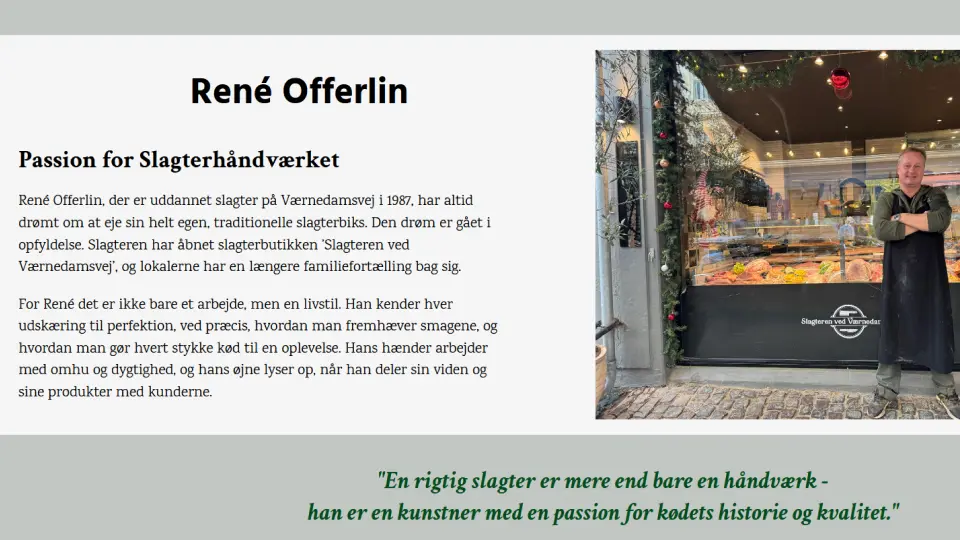 René Offerlin
Passion for Slagterhåndværket
René Offerlin, der er uddannet slagter på Værnedamsvej i 1987, har altid
drømt om at eje sin helt egen, traditionelle slagterbiks. Den drøm er gået i
opfyldelse. Slagteren har åbnet slagterbutikken 'Slagteren ved
Værnedamsvej', og lokalerne har en længere familiefortælling bag sig.
For René det er ikke bare et arbejde, men en livstil. Han kender hver
udskæring til perfektion, ved præcis, hvordan man fremhæver smagene, og
hvordan man gør hvert stykke kød til en oplevelse. Hans hænder arbejder
med omhu og dygtighed, og hans øjne lyser op, når han deler sin viden og
sine produkter med kunderne.
Slagteren ved Værnedam
"En rigtig slagter er mere end bare en håndværk -
han er en kunstner med en passion for kødets historie og kvalitet."